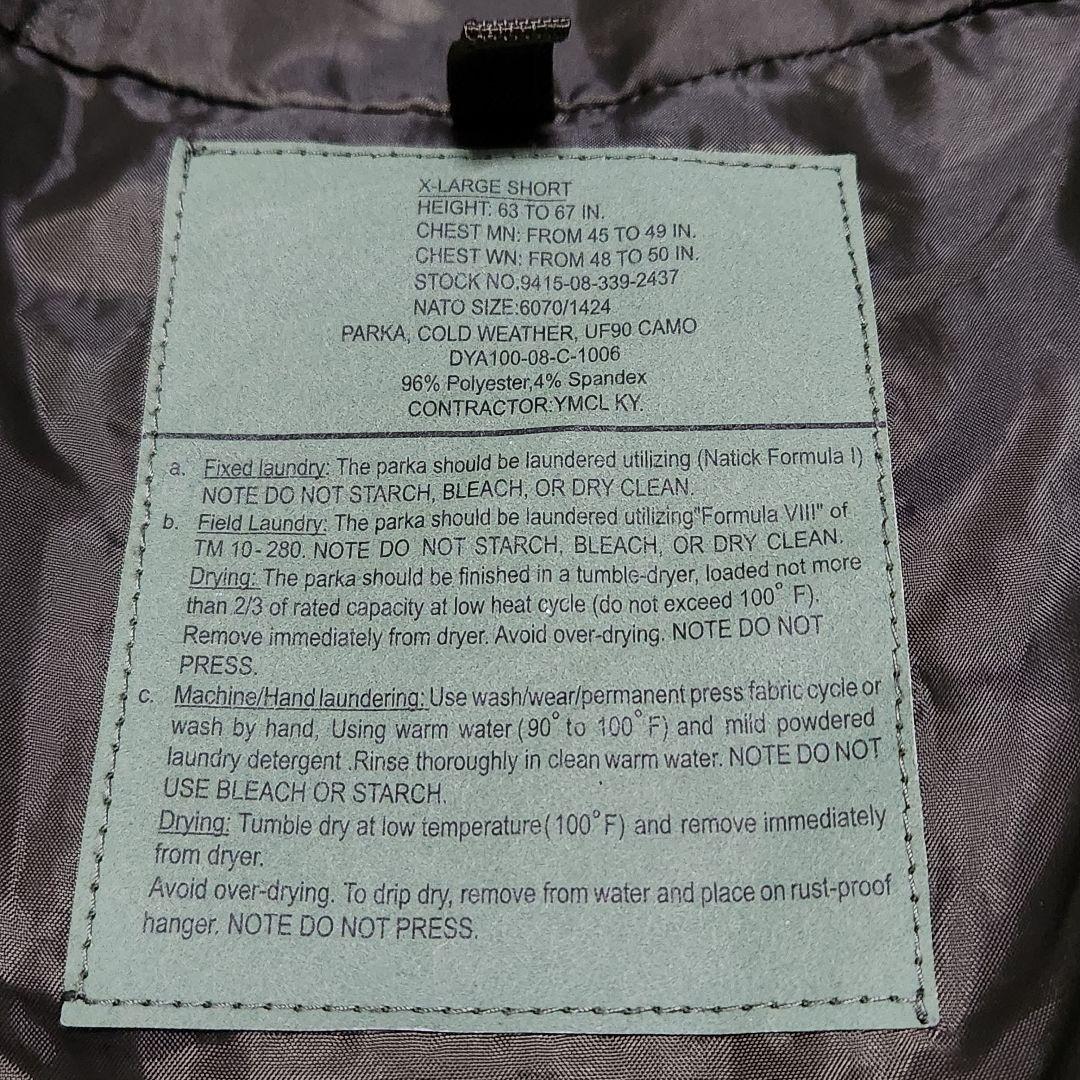 X-LARGE SHORT
HEIGHT: 63 TO 67 IN.
CHEST MN: FROM 45 TO 49 IN.
CHEST WN: FROM 48 TO 50 IN.
STOCK NO.9415-08-339-2437
NATO SIZE:6070/1424
PARKA, COLD WEATHER, UF90 CAMO
DYA100-08-C-1006
96% Polyester,4% Spandex
CONTRACTOR:YMCL KY.
a. Fixed laundry: The parka should be laundered utilizing (Natick Formula I)
NOTE DO NOT STARCH, BLEACH, OR DRY CLEAN.
b. Field Laundry: The parka should be laundered utilizing"Formula VIII" of
TM 10-280. NOTE DO NOT STARCH, BLEACH, OR DRY CLEAN.
Drying: The parka should be finished in a tumble-dryer, loaded not more
than 2/3 of rated capacity at low heat cycle (do not exceed 100° F).
Remove immediately from dryer. Avoid over-drying. NOTE DO NOT
PRESS.
c. Machine/Hand laundering: Use wash/wear/permanent press fabric cycle or
wash by hand, Using warm water (90° to 100° F) and mild powdered
laundry detergent .Rinse thoroughly in clean warm water. NOTE DO NOT
USE BLEACH OR STARCH.
Drying: Tumble dry at low temperature(100°F) and remove immediately
from dryer.
Avoid over-drying. To drip dry, remove from water and place on rust-proof
hanger. NOTE DO NOT PRESS.